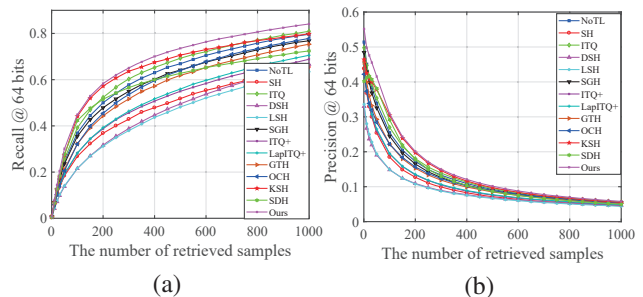 Recall @ 64 bits
0.8
0.6
0.4
0.2
0
0 200 400 600 800 1000
The number of retrieved samples
NoTL
SH
ITQ
DSH
LSH
SGH
ITQ+
LapITQ+
GTH
OCH
KSH
SDH
Ours
(a)
Precision @ 64 bits
0.6
0.5
0.4
0.3
0.2
0.1
0
0 200 400 600 800 1000
The number of retrieved samples
NoTL
SH
ITQ
DSH
LSH
SGH
ITQ+
LapITQ+
GTH
OCH
KSH
SDH
Ours
(b)